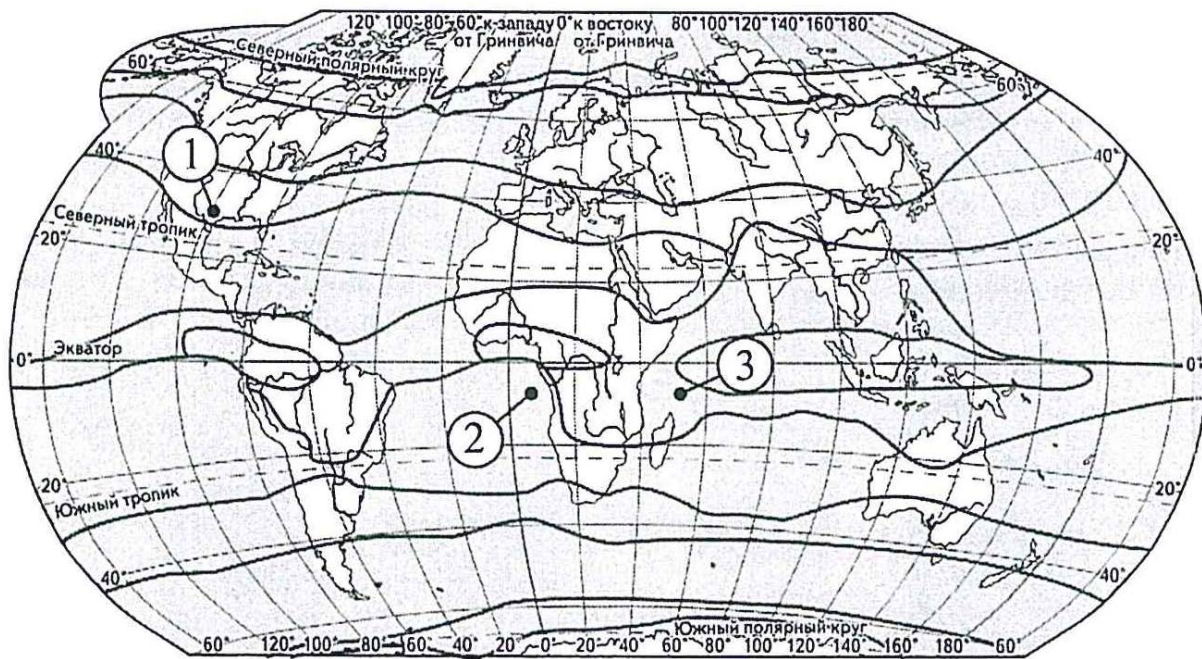 120° 100° 80° 60° к западу 0° к востоку 80° 100° 120° 140° 160° 180°
от Гринвича от Гринвича
Северный полярный круг
60° 60°
1
40° 40°
Северный тропик
20° 20°
Экватор
0° 0°
3
2
20° 20°
Южный тропик
40° 40°
Южный полярный круг
60° 120° 100° 80° 60° 40° 20° 0° 20° 40° 60° 80° 100° 120° 140° 160° 180° 60°